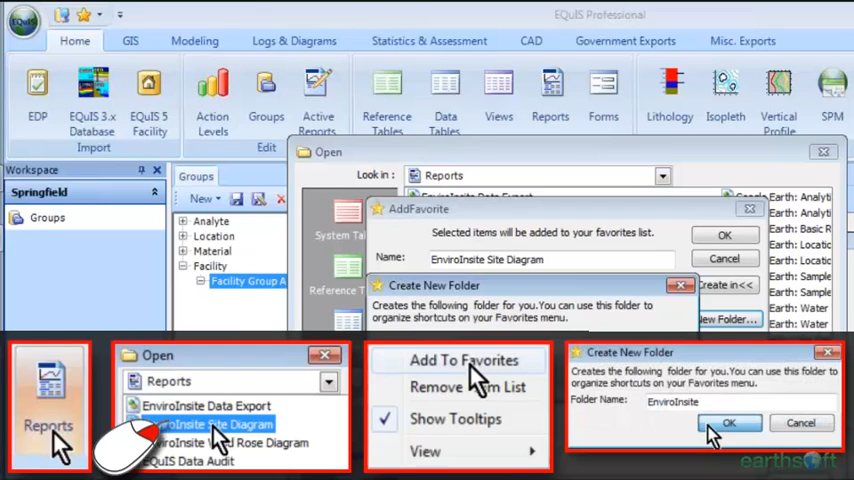 EQuIS
EQuIS Professional
Home
GIS
Modeling
Logs & Diagrams
Statistics & Assessment
CAD
Government Exports
Misc. Exports
EDP
EQuIS 3.x
Database
EQuIS 5
Facility
Action
Levels
Groups
Active
Reports
Reference
Tables
Data
Tables
Views
Reports
Forms
Lithology
Isopleth
Vertical
Profile
SPM
Import
Edit
Workspace
Springfield
Groups
Groups
New
Analyte
Location
Material
Facility
Facility Group A
Open
Look in :
Reports
EnviroInsite Data Export
System Ta
Reference T
Google Earth: Analyti
Earth: Analyti
Earth: Basic R
Earth: Locatio
Earth: Locatio
Earth: Sample
Earth: Sample
Earth: Water
Earth: Water
AddFavorite
Selected items will be added to your favorites list.
Name:
EnviroInsite Site Diagram
OK
Cancel
Create in<<
New Folder...
Create New Folder
Creates the following folder for you.You can use this folder to
organize shortcuts on your Favorites menu.
Reports
Open
Reports
EnviroInsite Data Export
EnviroInsite Site Diagram
EnviroInsite Wind Rose Diagram
EQuIS Data Audit
Add To Favorites
Remove From List
Show Tooltips
View
Create New Folder
Creates the following folder for you.You can use this folder to
organize shortcuts on your Favorites menu.
Folder Name:
EnviroInsite
OK
Cancel
earthsoft